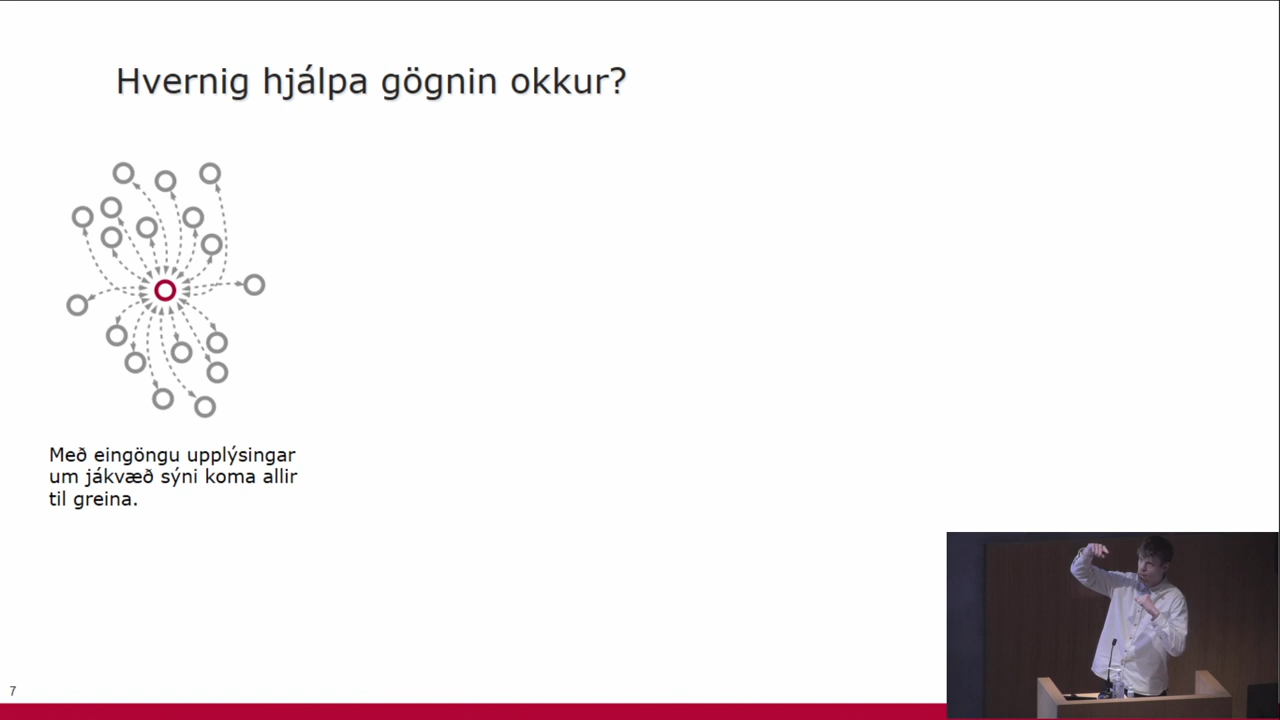 Hvernig hjálpa gögnin okkur?
Með eingöngu upplýsingar
um jákvæð sýni koma allir
til greina.
7